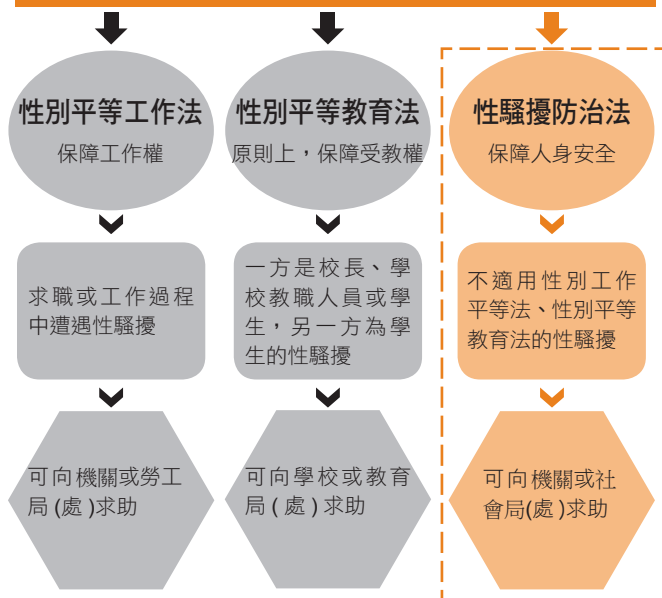 性別平等工作法
保障工作權
求職或工作過程
中遭遇性騷擾
可向機關或勞工
局(處)求助
性別平等教育法
原則上，保障受教權
一方是校長、學
校教職人員或學
生，另一方為學
生的性騷擾
可向學校或教育
局(處)求助
性騷擾防治法
保障人身安全
不適用性別工作
平等法、性別平等
教育法的性騷擾
可向機關或社
會局(處)求助